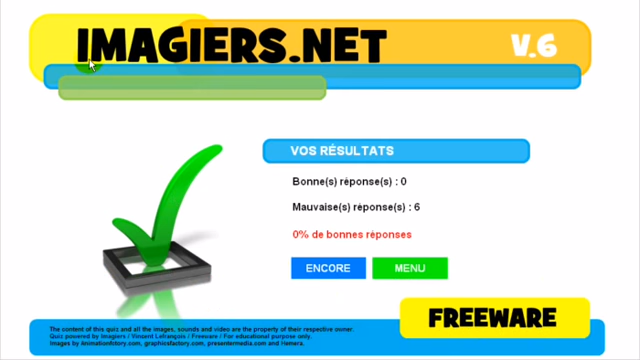 IMAGIERS.NET
V.6
VOS RÉSULTATS
Bonne(s) réponse(s) : 0
Mauvaise(s) réponse(s) : 6
0% de bonnes réponses
ENCORE
MENU
FREEWARE
The content of this quiz and all the images, sounds and video are the property of their respective owner.
Quiz powered by Imagiers / Vincent Lefrançois / Freeware / For educational purpose only.
Images by Animationfctory.com, graphicsfactory.com, presentermedia.com and Hemera.